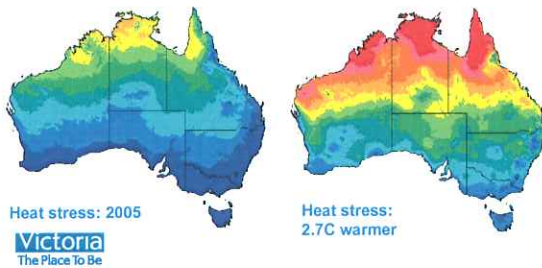 Heat stress: 2005
Heat stress:
2.7C warmer
Victoria
The Place To Be